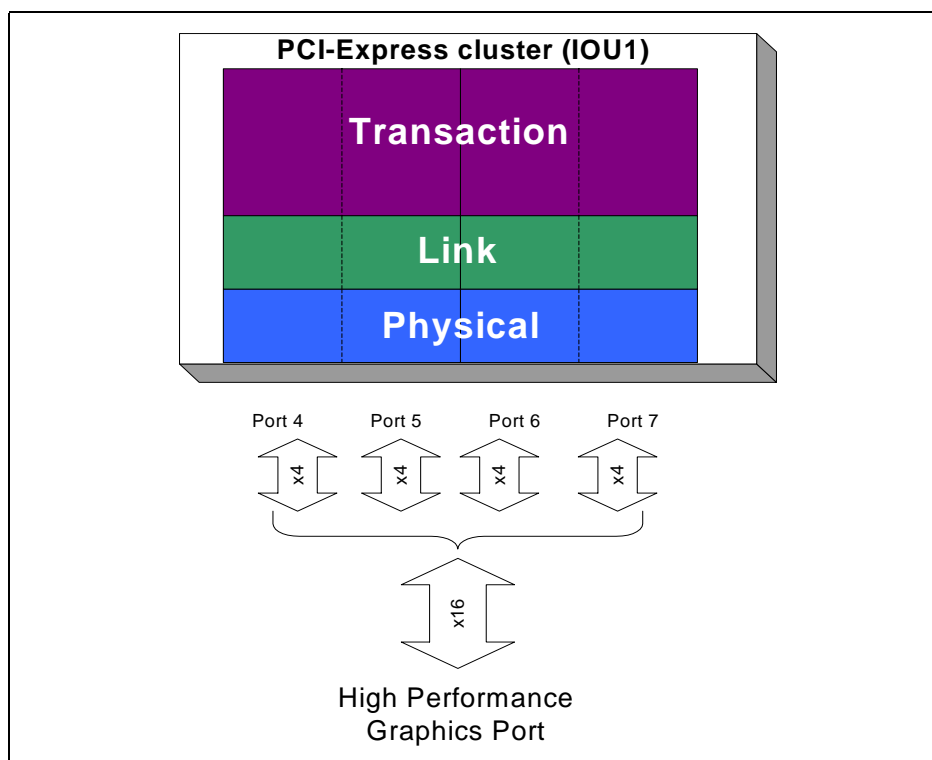 PCI-Express cluster (IOU1)
Transaction
Link
Physical
Port 4 Port 5 Port 6 Port 7
x4 x4 x4 x4
x16
High Performance
Graphics Port